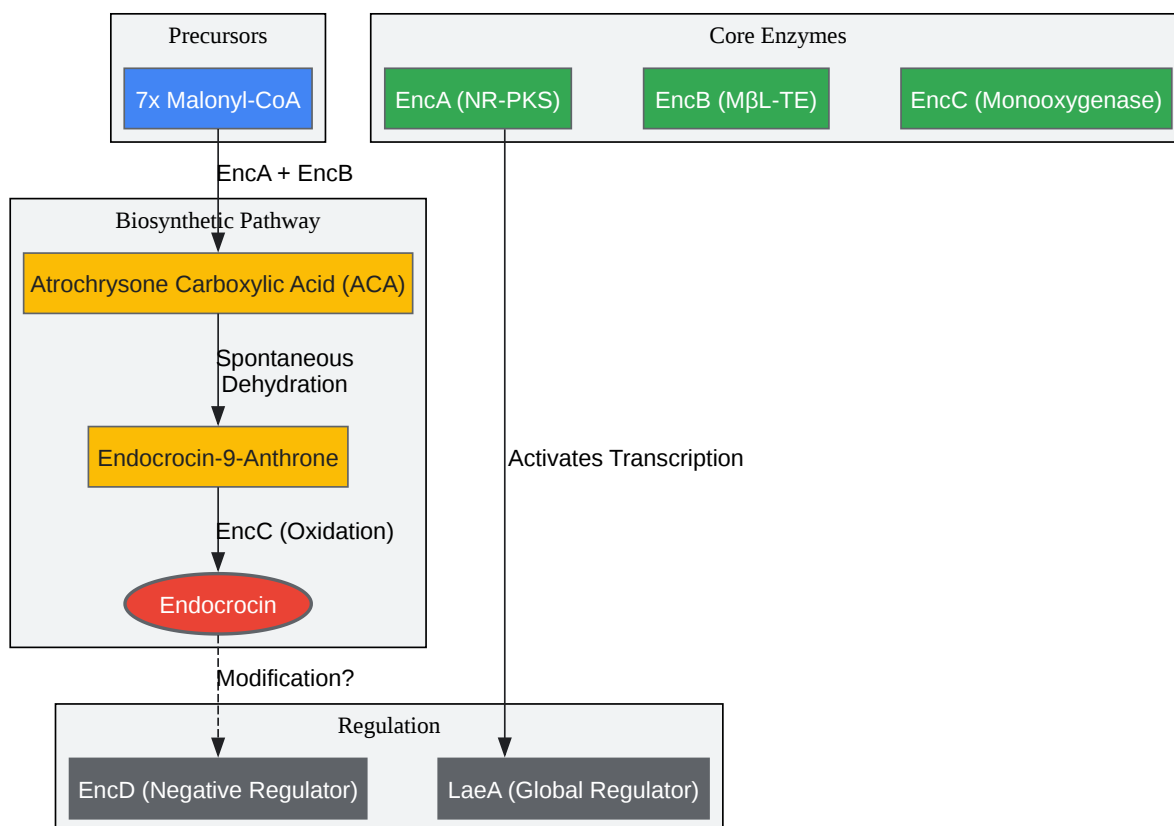 Precursors
7x Malonyl-CoA
Core Enzymes
EncA (NR-PKS)
EncB (MβL-TE)
EncC (Monooxygenase)
EncA + EncB
Biosynthetic Pathway
Atrochrysone Carboxylic Acid (ACA)
Spontaneous
Dehydration
Endocrocin-9-Anthrone
Activates Transcription
EncC (Oxidation)
Endocrocin
Modification?
Regulation
EncD (Negative Regulator)
LaeA (Global Regulator)